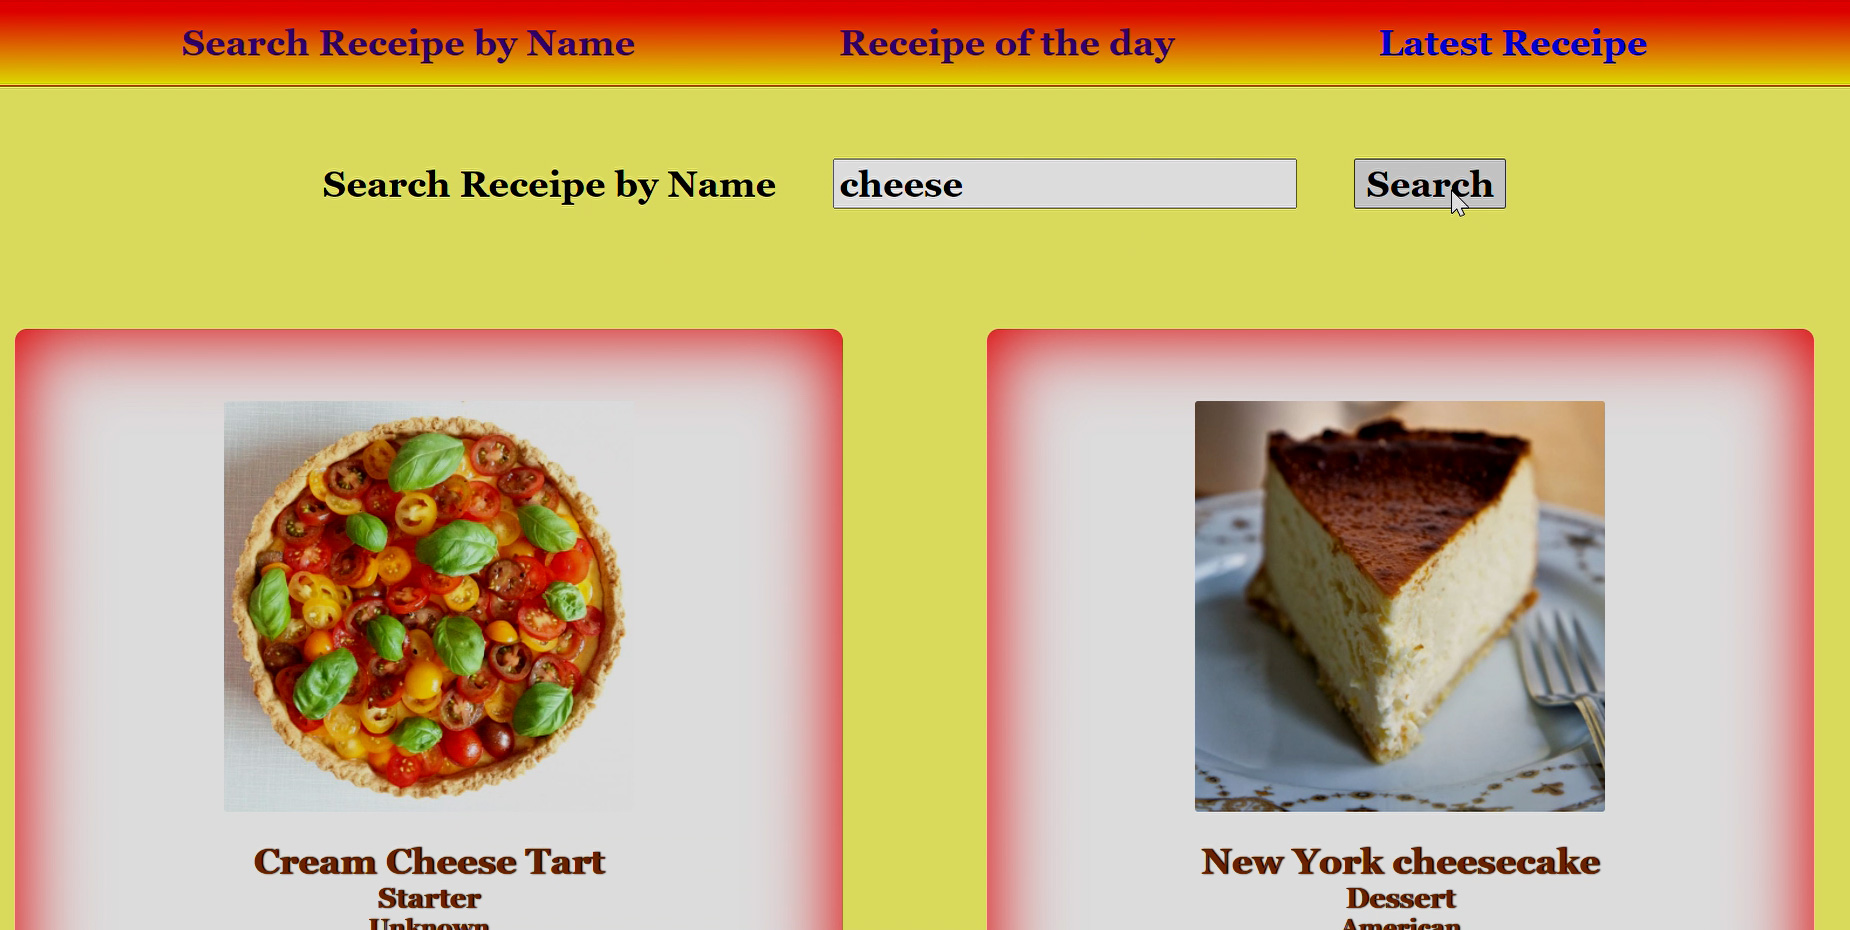 Search Receipe by Name
Receipe of the day
Latest Receipe
Search Receipe by Name
cheese
Search
Cream Cheese Tart
Starter
Unknown
New York cheesecake
Dessert
American